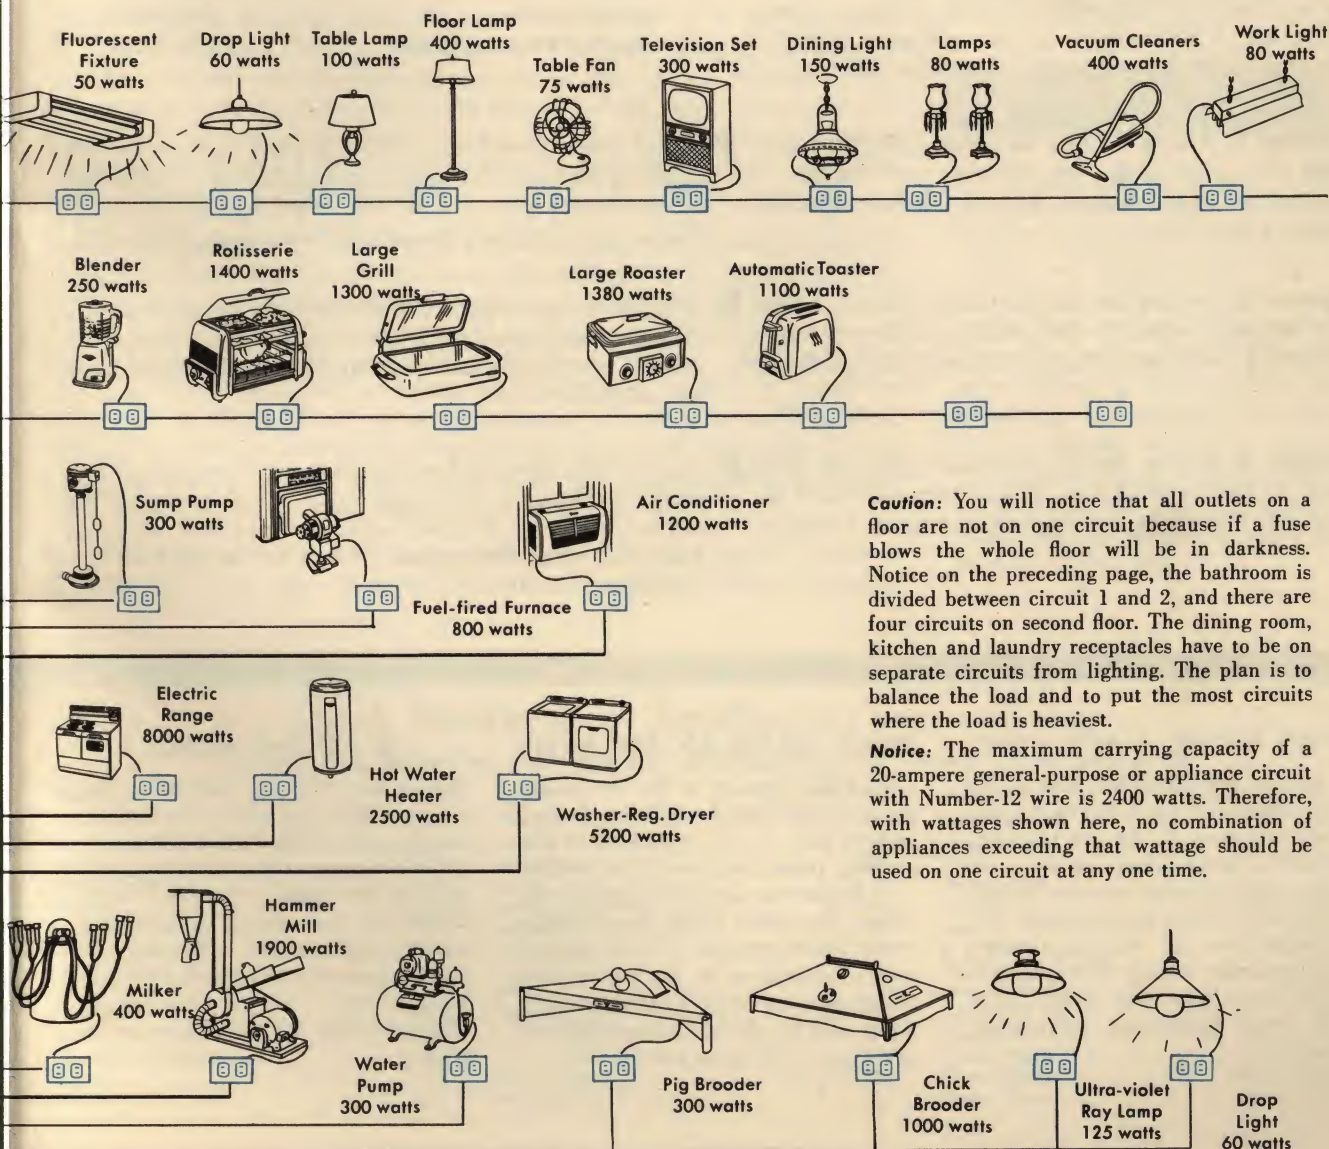 Fluorescent
Fixture
50 watts
Drop Light
60 watts
Table Lamp
100 watts
Floor Lamp
400 watts
Table Fan
75 watts
Television Set
300 watts
Dining Light
150 watts
Lamps
80 watts
Vacuum Cleaners
400 watts
Work Light
80 watts
Blender
250 watts
Rotisserie
1400 watts
Large
Grill
1300 watts
Large Roaster
1380 watts
Automatic Toaster
1100 watts
Sump Pump
300 watts
Fuel-fired Furnace
800 watts
Air Conditioner
1200 watts
Caution: You will notice that all outlets on a
floor are not on one circuit because if a fuse
blows the whole floor will be in darkness.
Notice on the preceding page, the bathroom is
divided between circuit 1 and 2, and there are
four circuits on second floor. The dining room,
kitchen and laundry receptacles have to be on
separate circuits from lighting. The plan is to
balance the load and to put the most circuits
where the load is heaviest.
Notice: The maximum carrying capacity of a
20-ampere general-purpose or appliance circuit
with Number-12 wire is 2400 watts. Therefore,
with wattages shown here, no combination of
appliances exceeding that wattage should be
used on one circuit at any one time.
Electric
Range
8000 watts
Hot Water
Heater
2500 watts
Washer-Reg. Dryer
5200 watts
Milker
400 watts
Hammer
Mill
1900 watts
Water
Pump
300 watts
Pig Brooder
300 watts
Chick
Brooder
1000 watts
Ultra-violet
Ray Lamp
125 watts
Drop
Light
60 watts